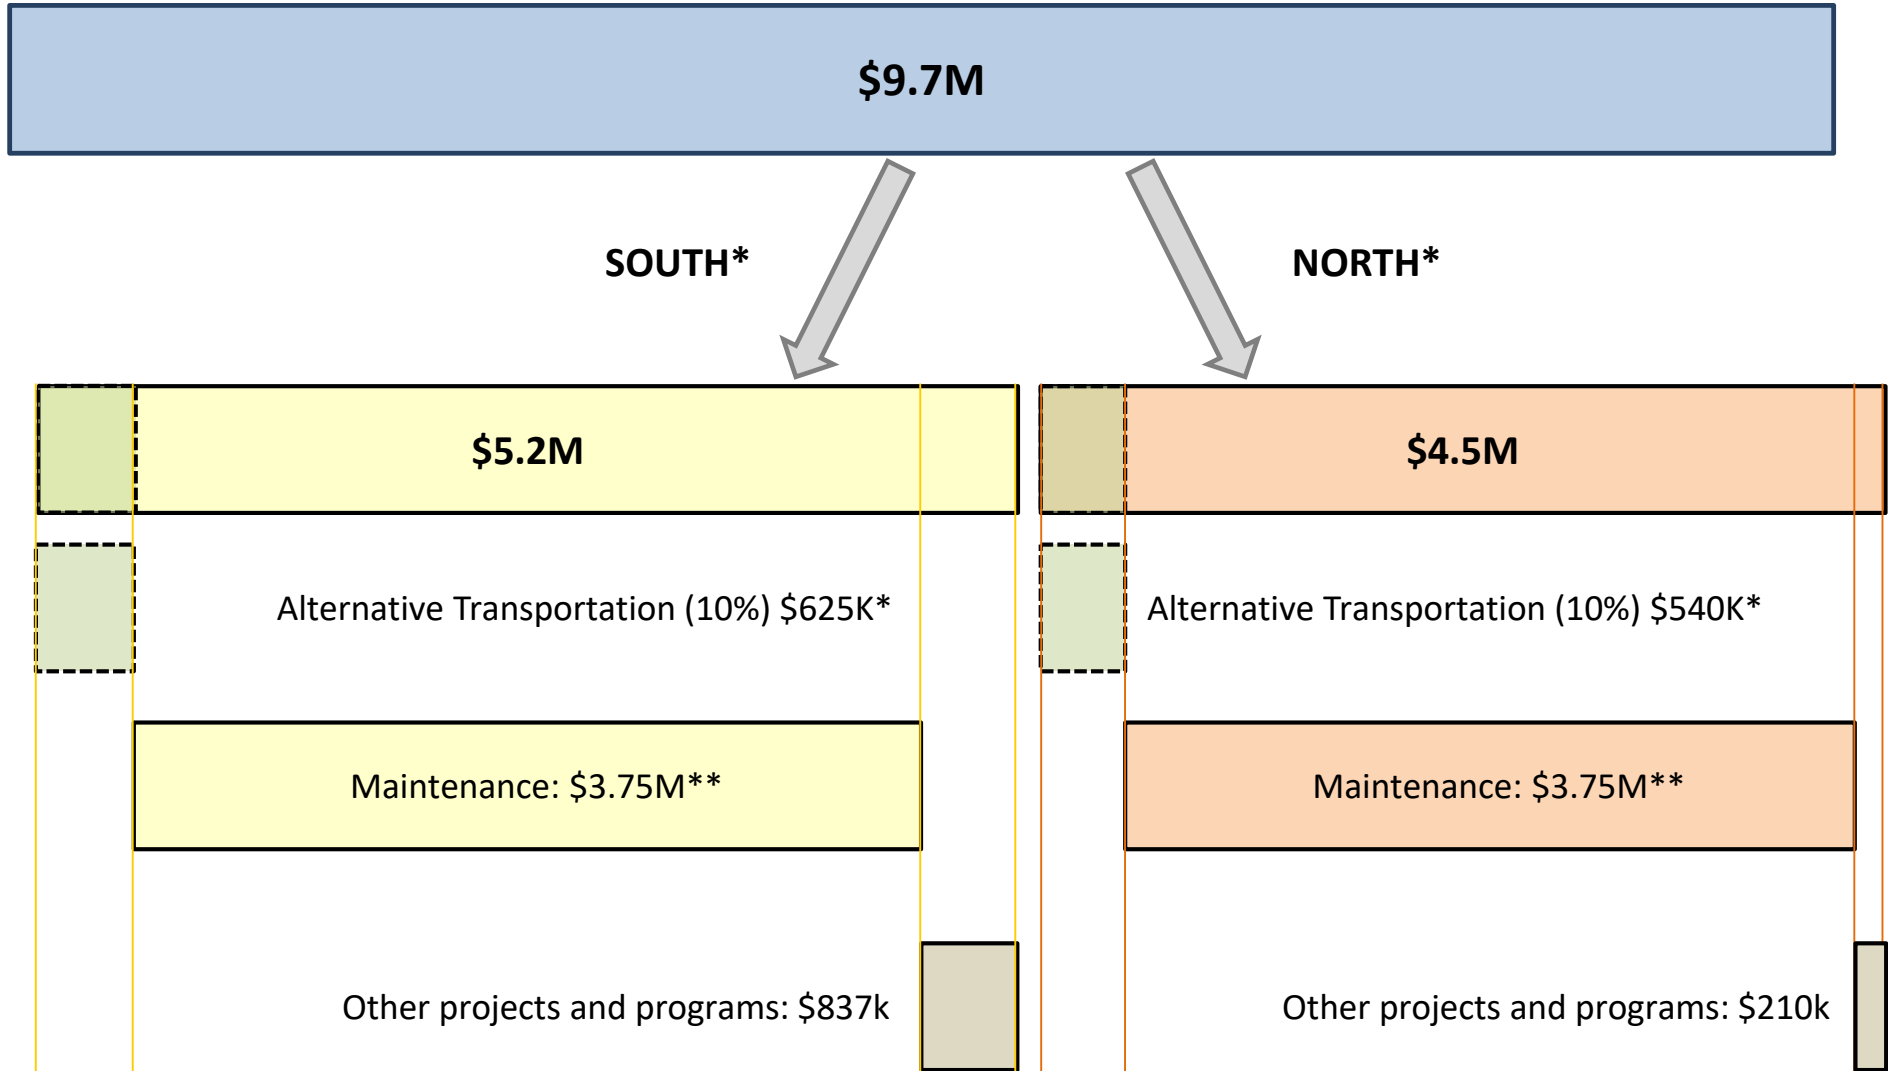 $9.7M
SOUTH*
NORTH*
$5.2M
$4.5M
Alternative Transportation (10%) $625K*
Alternative Transportation (10%) $540K*
Maintenance: $3.75M**
Maintenance: $3.75M**
Other projects and programs: $837k
Other projects and programs: $210k